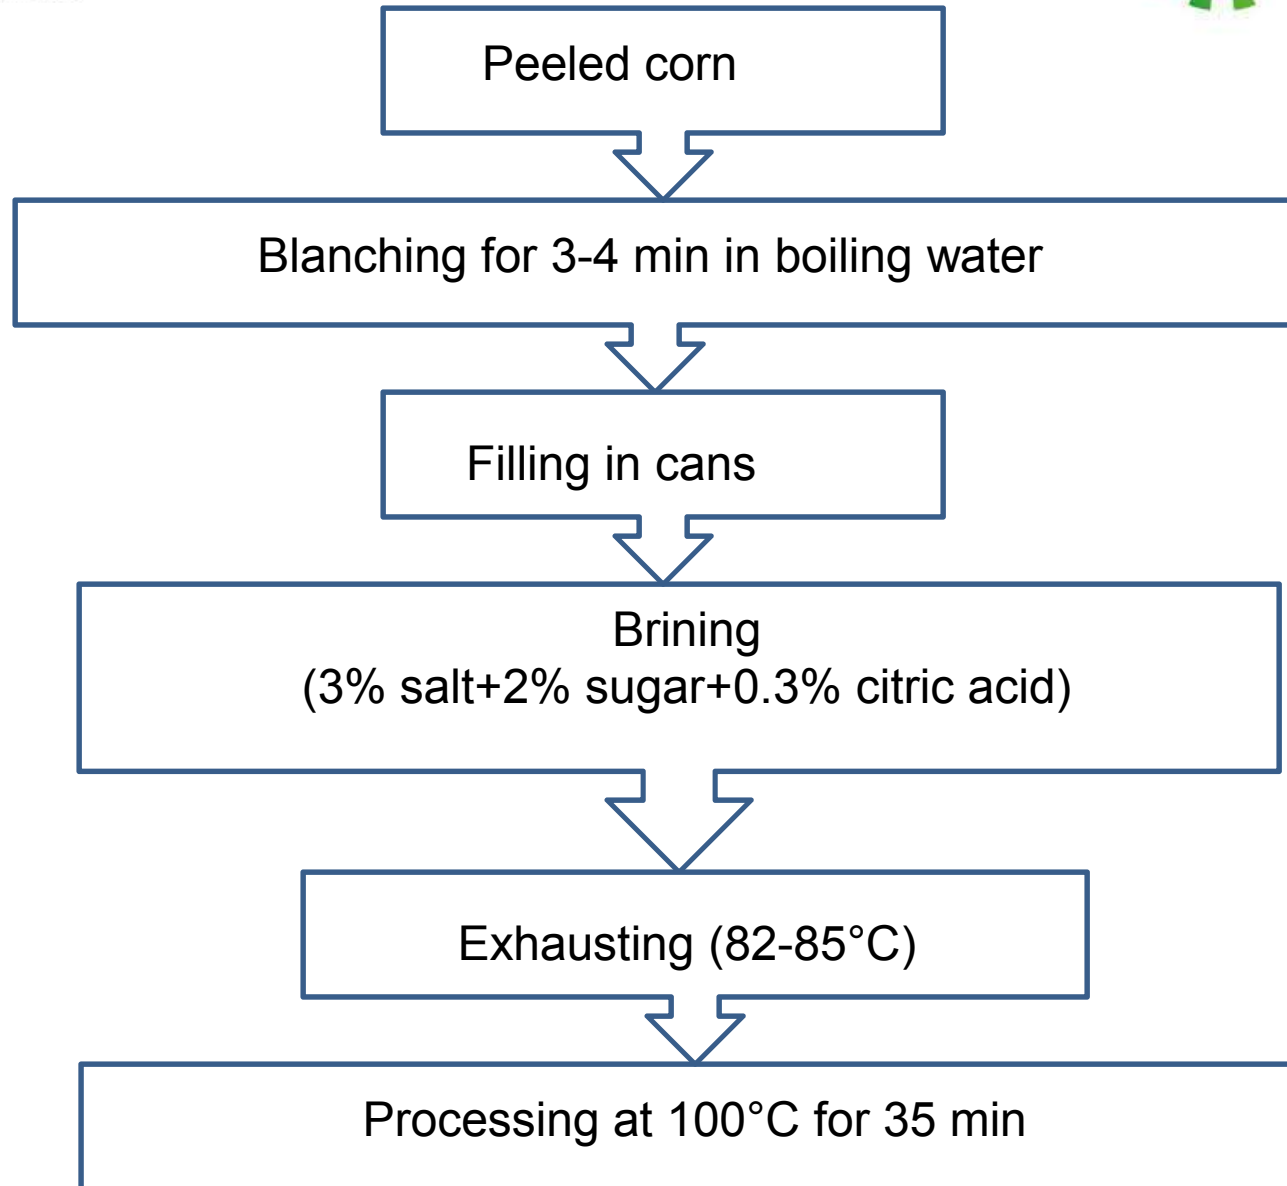 Peeled corn
Blanching for 3-4 min in boiling water
Filling in cans
Brining
(3% salt+2% sugar+0.3% citric acid)
Exhausting (82-85°C)
Processing at 100°C for 35 min